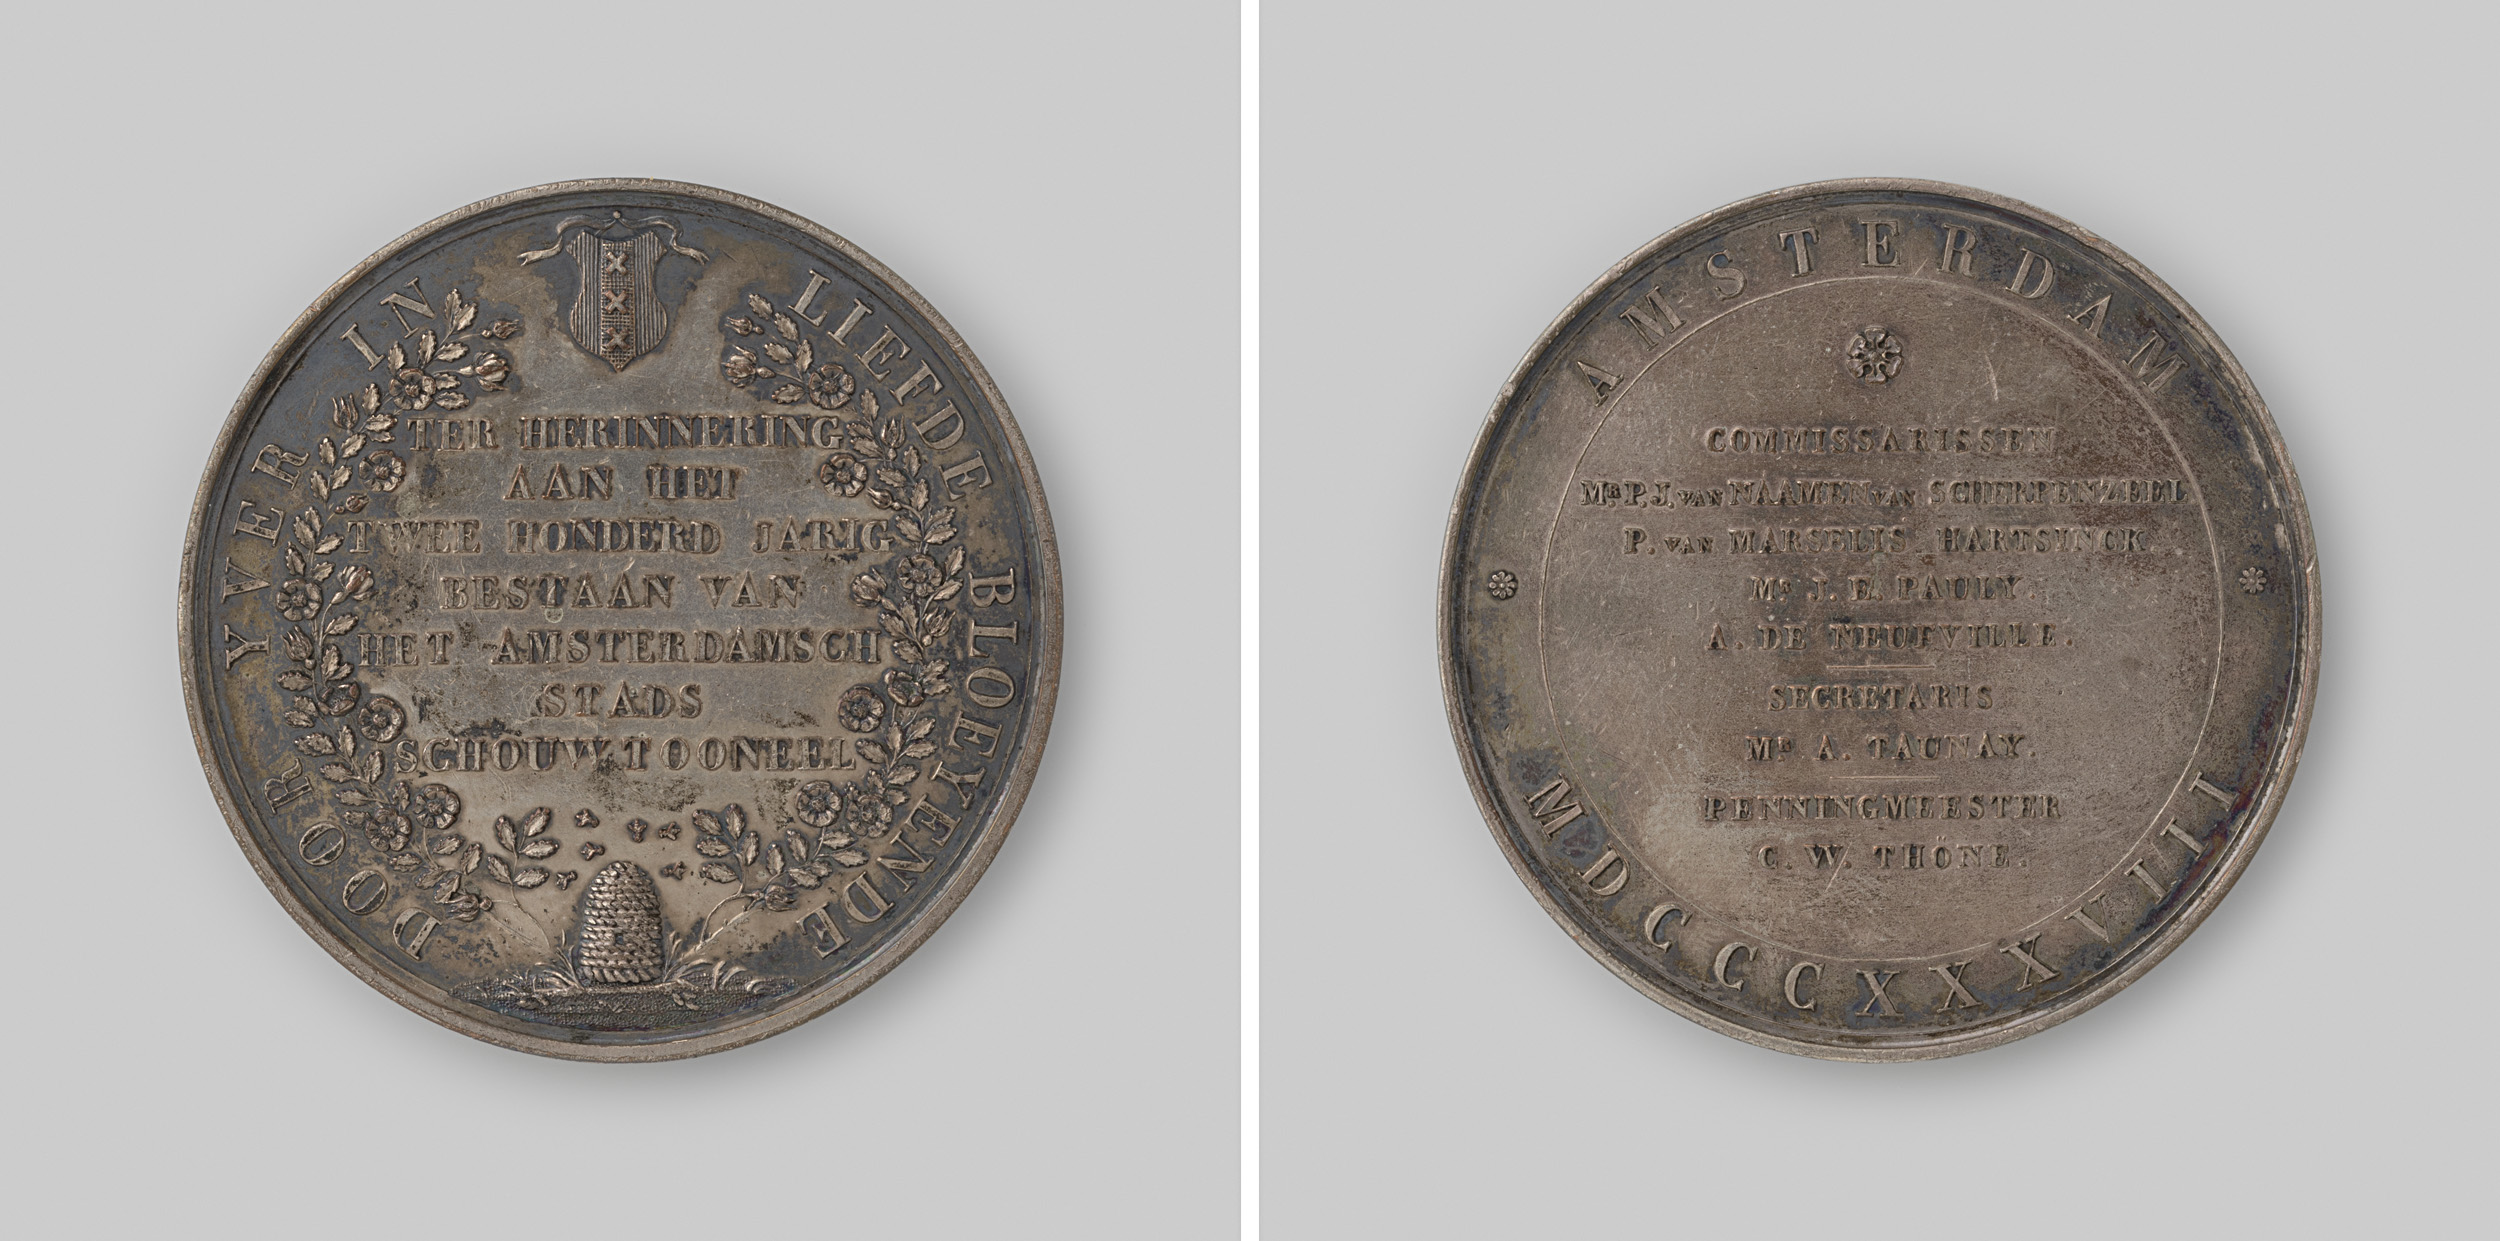 DOOR YVER IN LIEFDE BLOEYENDE
TER HERINNERING
AAN HET
TWEE HONDERD JARIG
BESTAAN VAN
HET AMSTERDAMSCH
STADS
SCHOUWTOONEEL
AMSTERDAM
COMMISSARISSEN
MR. P. J. VAN NAAMEN VAN SCHERPENZEEL
P. VAN MARSELIS HARTSINCK
MR J. E. PAULY.
A. DE NEUFVILLE.
SECRETARIS
MR A. TAUNAY.
PENNINGMEESTER
C. W. THÖNE.
MDCCCXXXVIII